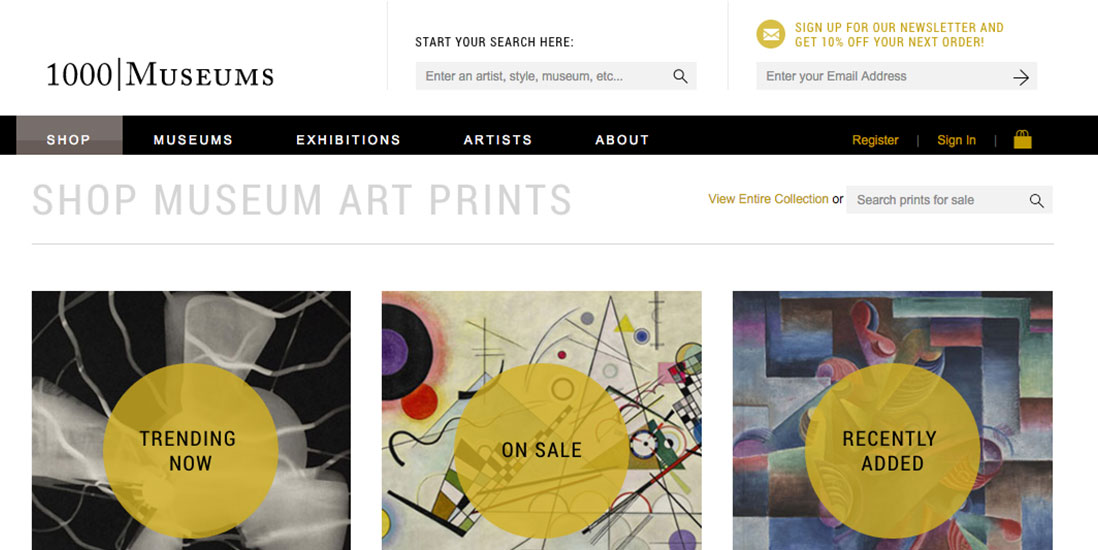 1000|MUSEUMS
START YOUR SEARCH HERE:
Enter an artist, style, museum, etc...
SIGN UP FOR OUR NEWSLETTER AND
GET 10% OFF YOUR NEXT ORDER!
Enter your Email Address
SHOP MUSEUMS EXHIBITIONS ARTISTS ABOUT Register | Sign In |
SHOP MUSEUM ART PRINTS
View Entire Collection or Search prints for sale
TRENDING
NOW
ON SALE
RECENTLY
ADDED